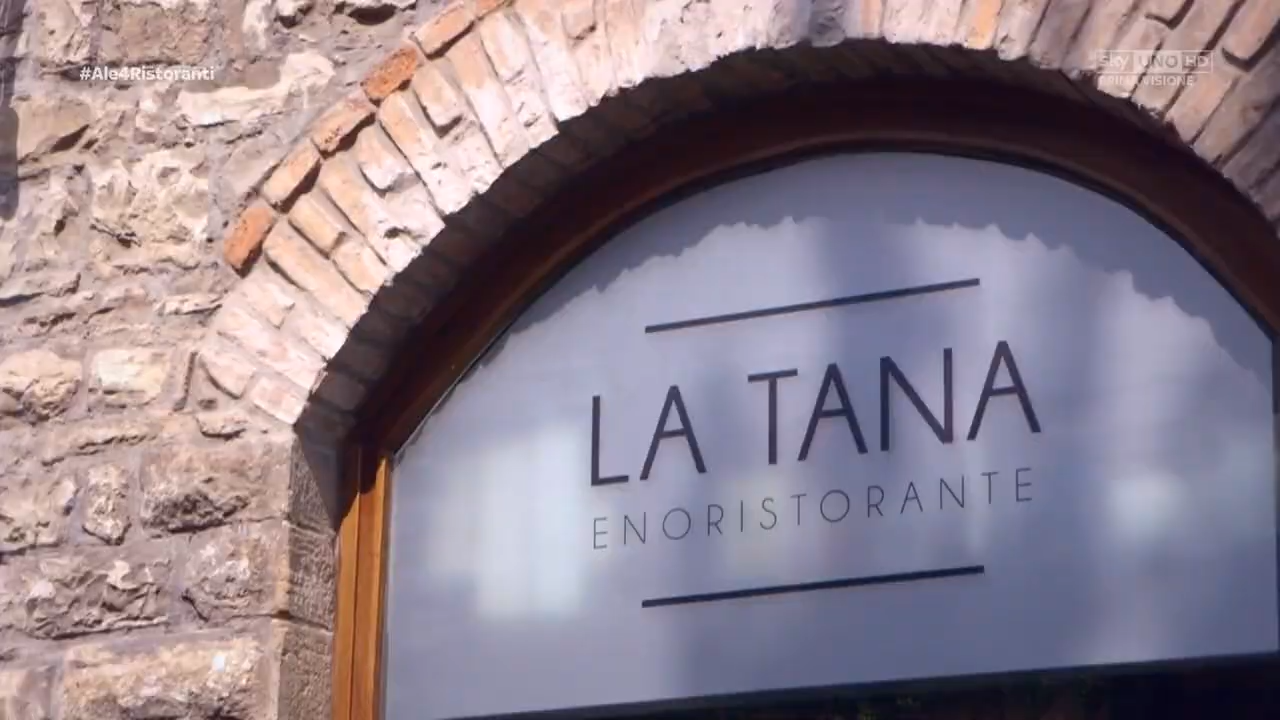 #Ale4Ristoranti
sky UNO HD
PRIMA VISIONE
LA TANA
ENORISTORANTE